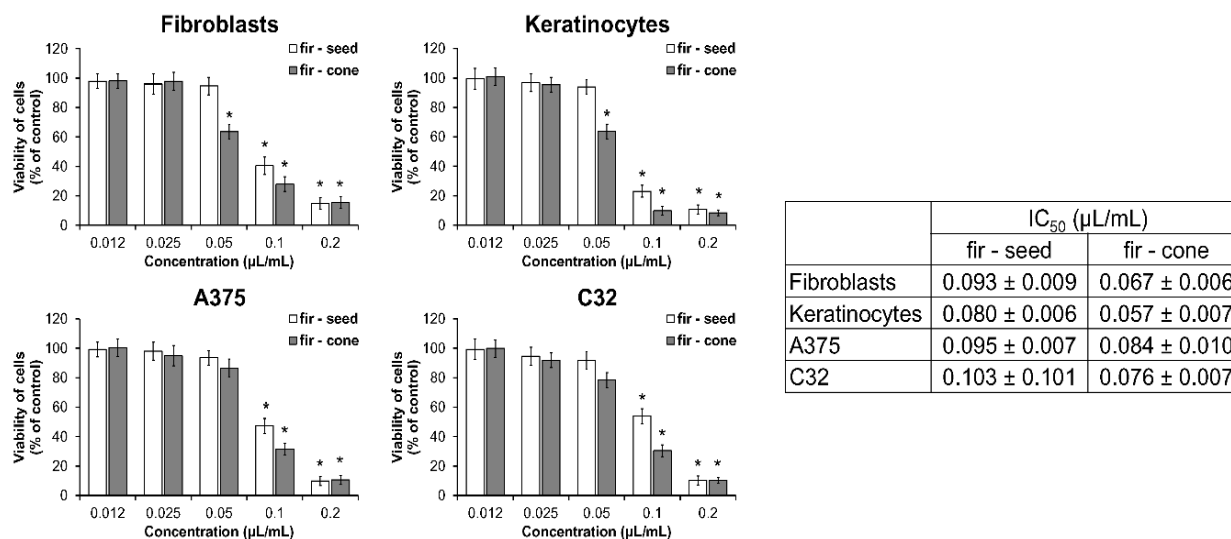 Fibroblasts
fir - seed
fir - cone
Viability of cells
(% of control)
120
100
80
60
40
20
0
* * * * *
0.012 0.025 0.05 0.1 0.2
Concentration (µL/mL)
Keratinocytes
fir - seed
fir - cone
Viability of cells
(% of control)
120
100
80
60
40
20
0
* * * * *
0.012 0.025 0.05 0.1 0.2
Concentration (µL/mL)
A375
fir - seed
fir - cone
Viability of cells
(% of control)
120
100
80
60
40
20
0
* * * *
0.012 0.025 0.05 0.1 0.2
Concentration (µL/mL)
C32
fir - seed
fir - cone
Viability of cells
(% of control)
120
100
80
60
40
20
0
* * * *
0.012 0.025 0.05 0.1 0.2
Concentration (µL/mL)
IC50 (µL/mL)
fir - seed fir - cone
Fibroblasts 0.093 ± 0.009 0.067 ± 0.006
Keratinocytes 0.080 ± 0.006 0.057 ± 0.007
A375 0.095 ± 0.007 0.084 ± 0.010
C32 0.103 ± 0.101 0.076 ± 0.007